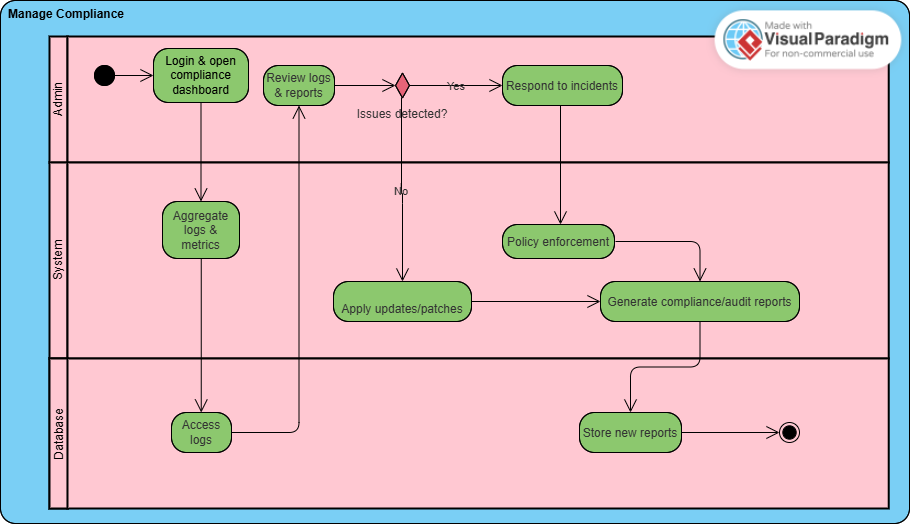 Manage Compliance
Made with
Visual Paradigm
For non-commercial use
Admin
Login & open
compliance
dashboard
Review logs
& reports
Issues detected?
Yes
Respond to incidents
No
System
Aggregate
logs &
metrics
Policy enforcement
Apply updates/patches
Generate compliance/audit reports
Database
Access
logs
Store new reports